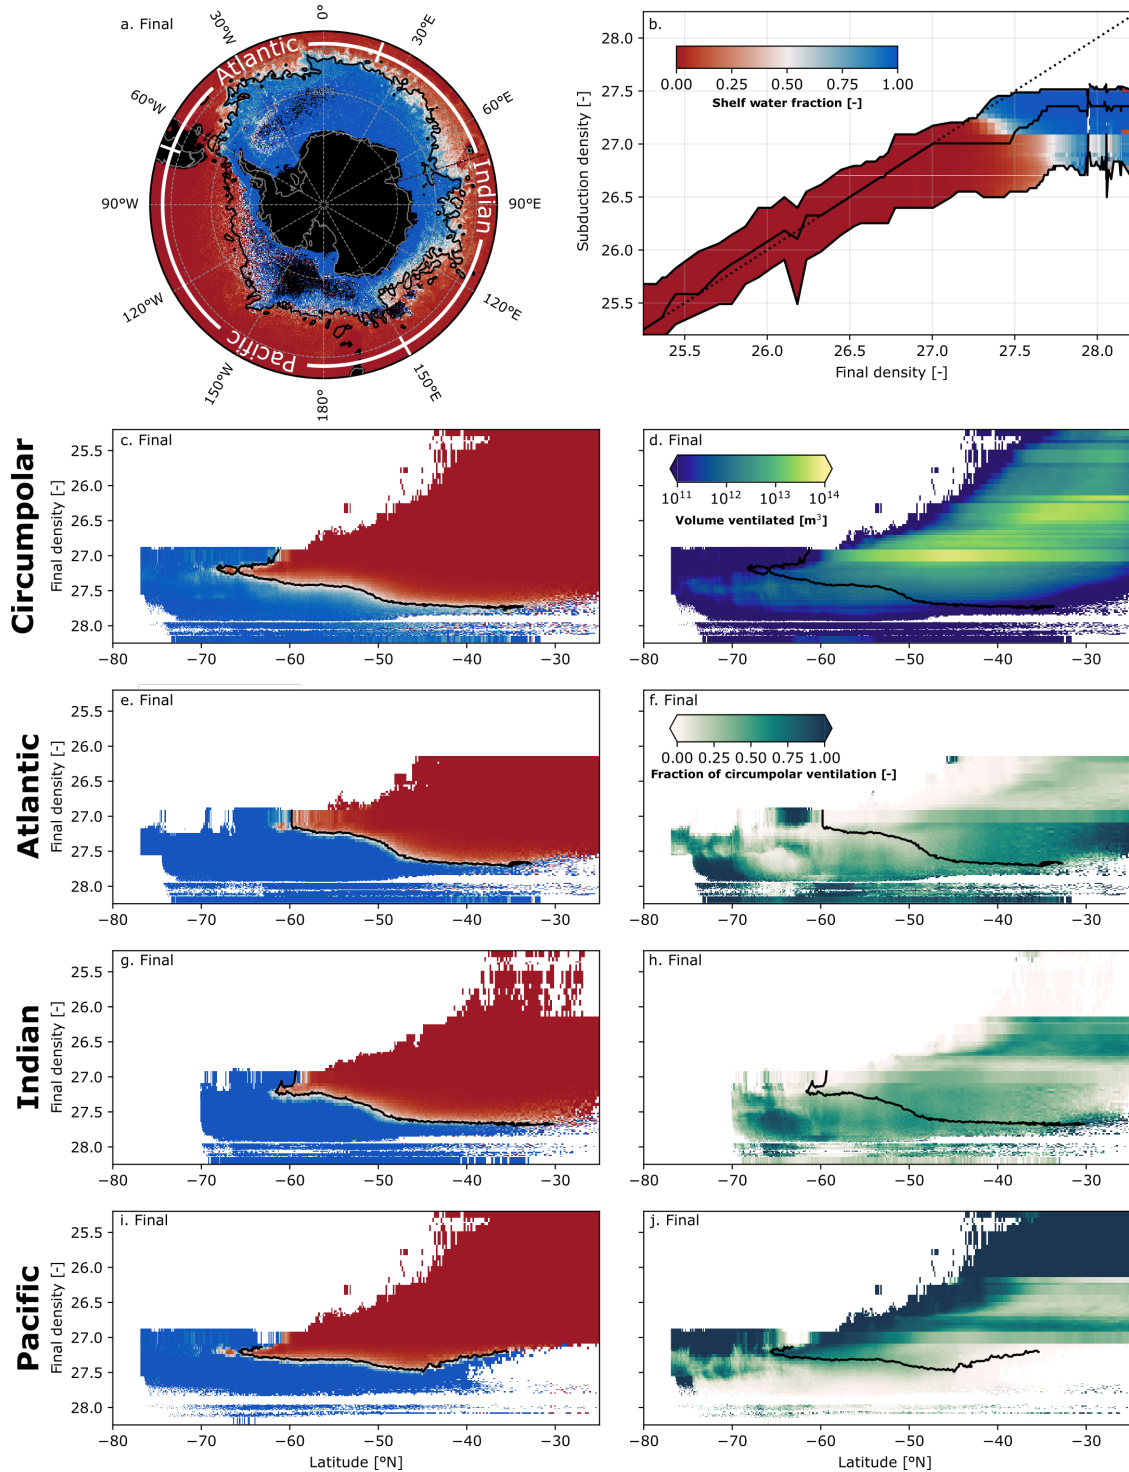 a. Final
0°
30°E
60°E
90°E
120°E
150°E
180°
150°W
120°W
90°W
60°W
30°W
Atlantic
Indian
Pacific
b.
0.00 0.25 0.50 0.75 1.00
Shelf water fraction [-]
28.0
27.5
27.0
26.5
26.0
25.5
Subduction density [-]
25.5 26.0 26.5 27.0 27.5 28.0
Final density [-]
Circumpolar
c. Final
25.5
26.0
26.5
27.0
27.5
28.0
Final density [-]
−80 −70 −60 −50 −40 −30
d. Final
10¹¹ 10¹² 10¹³ 10¹⁴
Volume ventilated [m³]
−80 −70 −60 −50 −40 −30
Atlantic
e. Final
25.5
26.0
26.5
27.0
27.5
28.0
Final density [-]
−80 −70 −60 −50 −40 −30
f. Final
0.00 0.25 0.50 0.75 1.00
Fraction of circumpolar ventilation [-]
−80 −70 −60 −50 −40 −30
Indian
g. Final
25.5
26.0
26.5
27.0
27.5
28.0
Final density [-]
−80 −70 −60 −50 −40 −30
h. Final
−80 −70 −60 −50 −40 −30
Pacific
i. Final
25.5
26.0
26.5
27.0
27.5
28.0
Final density [-]
−80 −70 −60 −50 −40 −30
Latitude [°N]
j. Final
−80 −70 −60 −50 −40 −30
Latitude [°N]